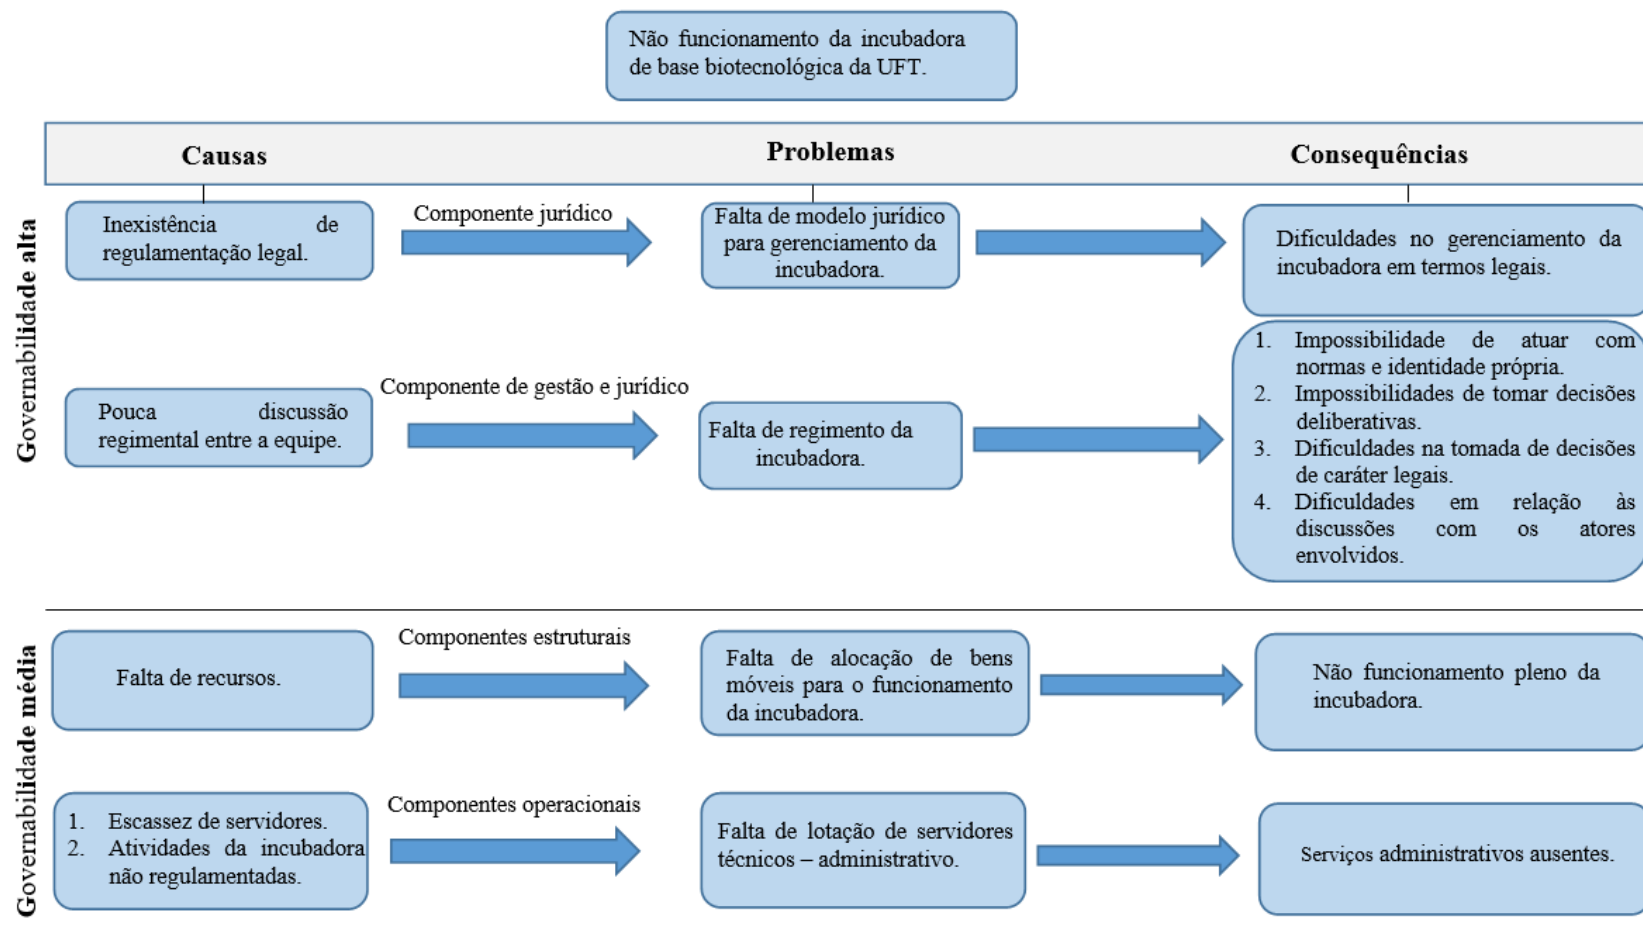 Não funcionamento da incubadora
de base biotecnológica da UFT.
Causas
Problemas
Consequências
Governabilidade alta
Inexistência de
regulamentação legal.
Componente jurídico
Falta de modelo jurídico
para gerenciamento da
incubadora.
Dificuldades no gerenciamento da
incubadora em termos legais.
Pouca discussão
regimental entre a equipe.
Componente de gestão e jurídico
Falta de regimento da
incubadora.
1. Impossibilidade de atuar com
normas e identidade própria.
2. Impossibilidades de tomar decisões
deliberativas.
3. Dificuldades na tomada de decisões
de caráter legais.
4. Dificuldades em relação às
discussões com os atores
envolvidos.
Governabilidade média
Falta de recursos.
Componentes estruturais
Falta de alocação de bens
móveis para o funcionamento
da incubadora.
Não funcionamento pleno da
incubadora.
1. Escassez de servidores.
2. Atividades da incubadora
não regulamentadas.
Componentes operacionais
Falta de lotação de servidores
técnicos – administrativo.
Serviços administrativos ausentes.